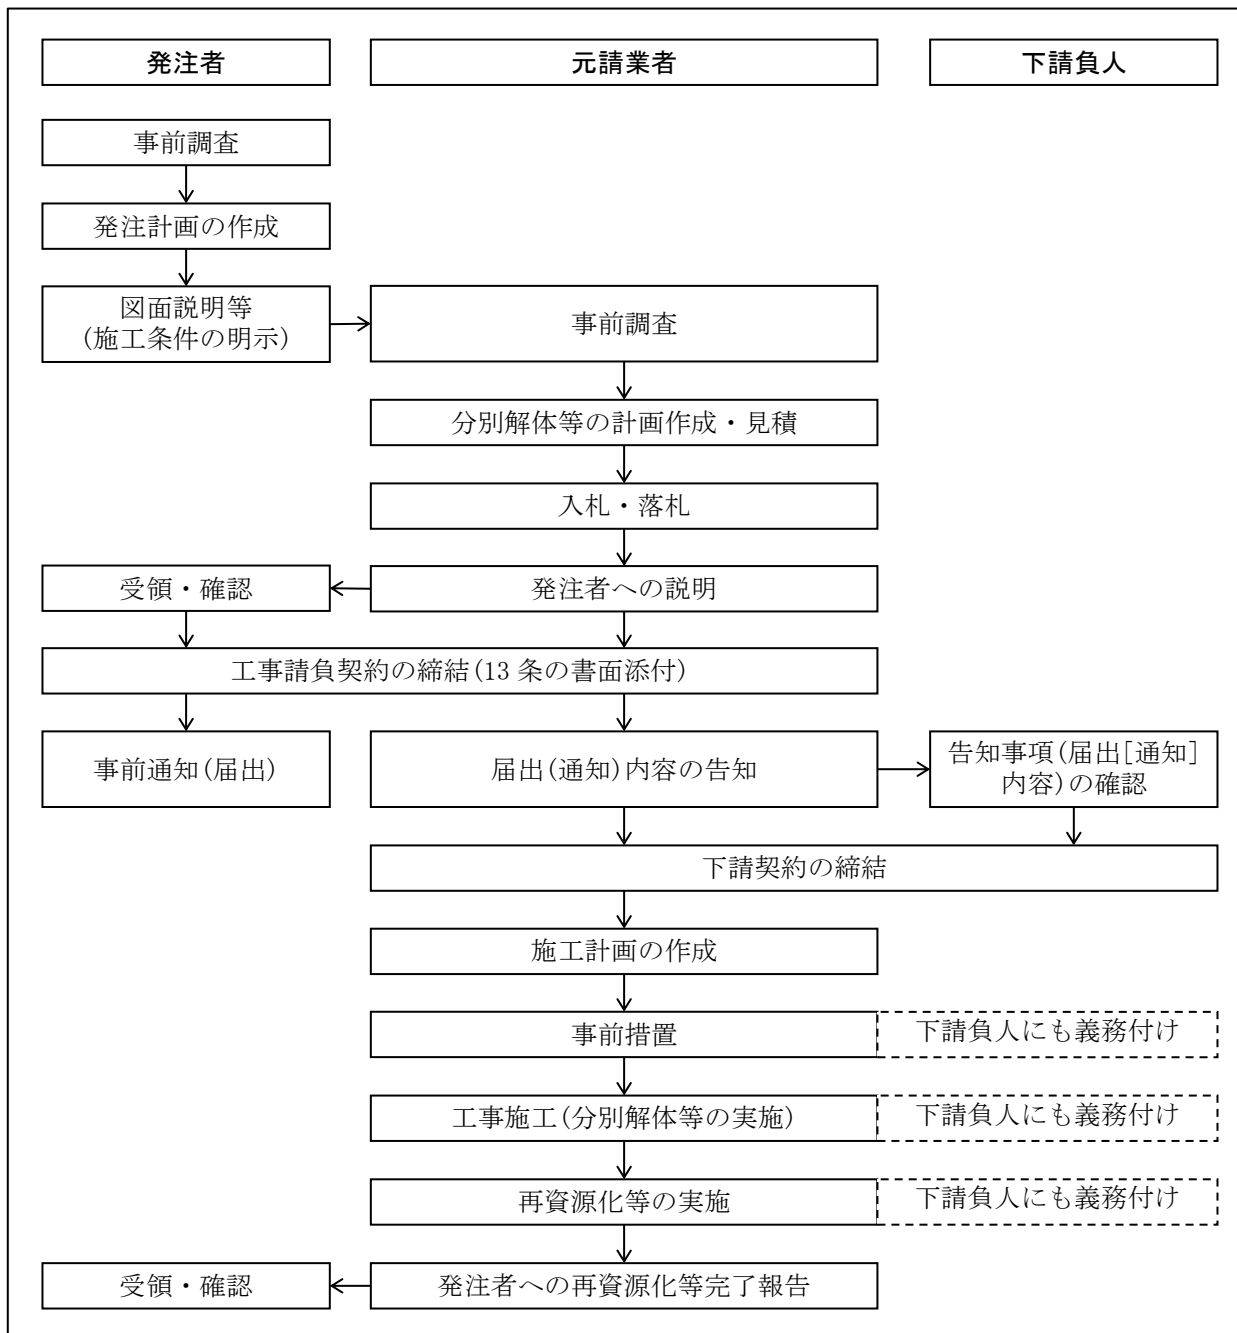 発注者
元請業者
下請負人
事前調査
発注計画の作成
図面説明等
(施工条件の明示)
事前調査
分別解体等の計画作成・見積
入札・落札
受領・確認
発注者への説明
工事請負契約の締結(13条の書面添付)
事前通知(届出)
届出(通知)内容の告知
告知事項(届出[通知]
内容)の確認
下請契約の締結
施工計画の作成
事前措置
下請負人にも義務付け
工事施工(分別解体等の実施)
下請負人にも義務付け
再資源化等の実施
下請負人にも義務付け
受領・確認
発注者への再資源化等完了報告